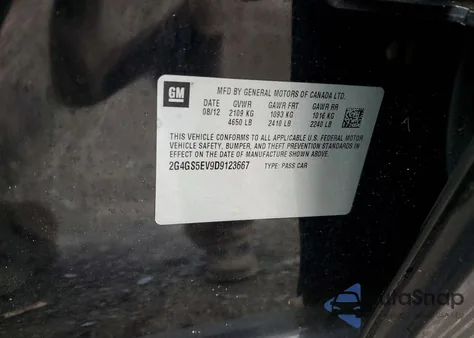 GM
MFD BY GENERAL MOTORS OF CANADA LTD.
DATE GVWR GAWR FRT GAWR RR
08/12 2109 KG 1093 KG 1016 KG
4650 LB 2410 LB 2240 LB
THIS VEHICLE CONFORMS TO ALL APPLICABLE U.S. FEDERAL MOTOR
VEHICLE SAFETY, BUMPER, AND THEFT PREVENTION STANDARDS
IN EFFECT ON THE DATE OF MANUFACTURE SHOWN ABOVE.
2G4GS5EV9D9123667 TYPE: PASS CAR
AutoSnap